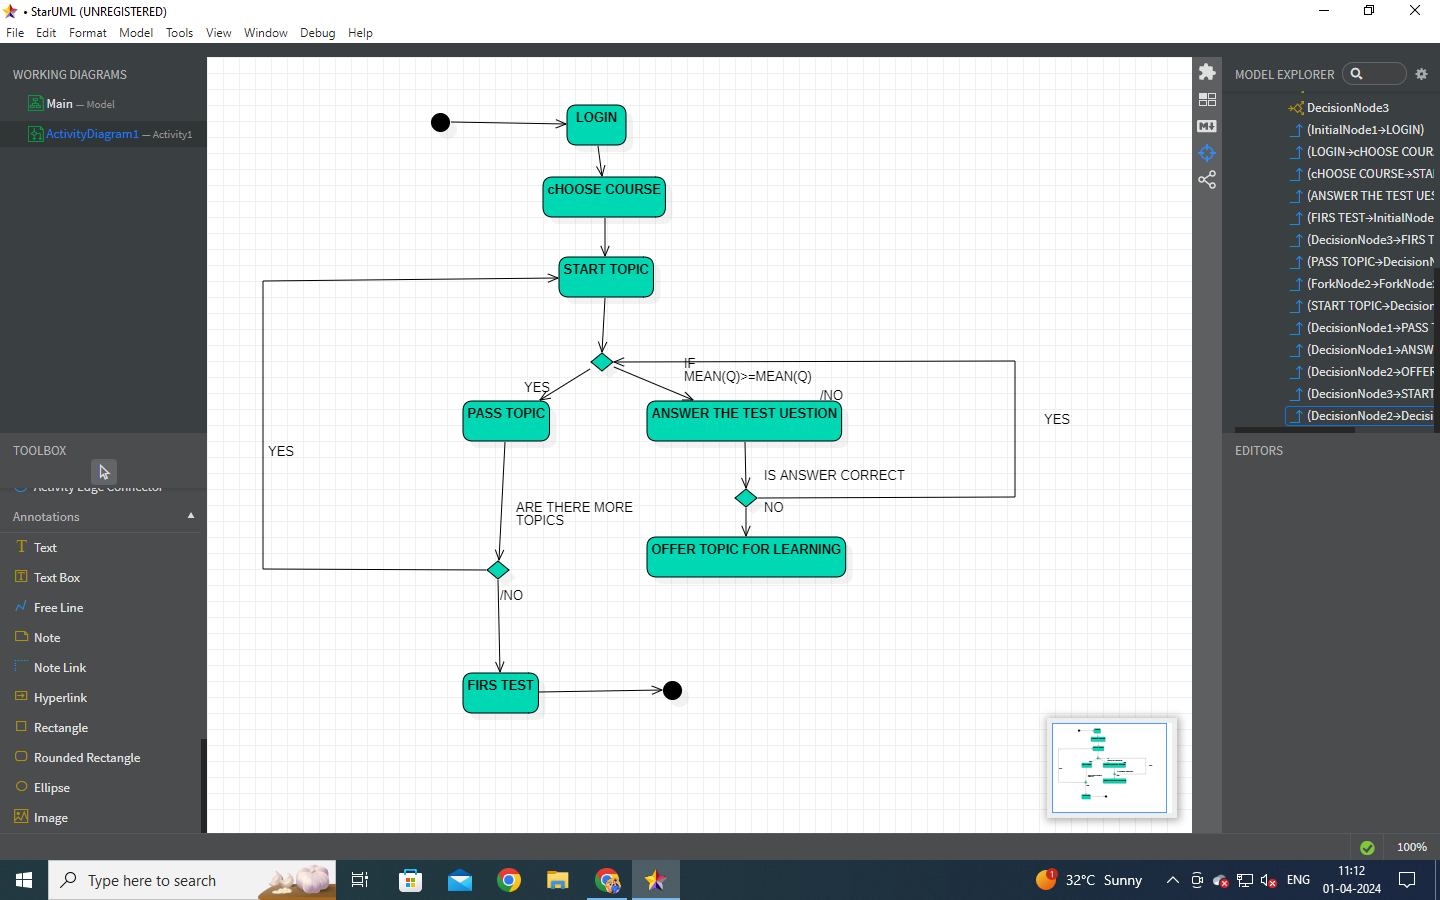 • StarUML (UNREGISTERED)
File Edit Format Model Tools View Window Debug Help
WORKING DIAGRAMS
Main — Model
ActivityDiagram1 — Activity1
TOOLBOX
Activity Edge Connector
Annotations
Text
Text Box
Free Line
Note
Note Link
Hyperlink
Rectangle
Rounded Rectangle
Ellipse
Image
LOGIN
cHOOSE COURSE
START TOPIC
IF
MEAN(Q)>=MEAN(Q)
YES
/NO
PASS TOPIC
ANSWER THE TEST UESTION
YES
YES
IS ANSWER CORRECT
ARE THERE MORE
TOPICS
NO
OFFER TOPIC FOR LEARNING
/NO
FIRS TEST
MODEL EXPLORER
DecisionNode3
(InitialNode1→LOGIN)
(LOGIN→cHOOSE COUR
(cHOOSE COURSE→STA
(ANSWER THE TEST UES
(FIRS TEST→InitialNode
(DecisionNode3→FIRS T
(PASS TOPIC→Decision
(ForkNode2→ForkNode
(START TOPIC→Decision
(DecisionNode1→PASS
(DecisionNode1→ANSW
(DecisionNode2→OFFER
(DecisionNode3→START
(DecisionNode2→Decisi
EDITORS
100%
Type here to search
1
32°C Sunny
ENG
11:12
01-04-2024